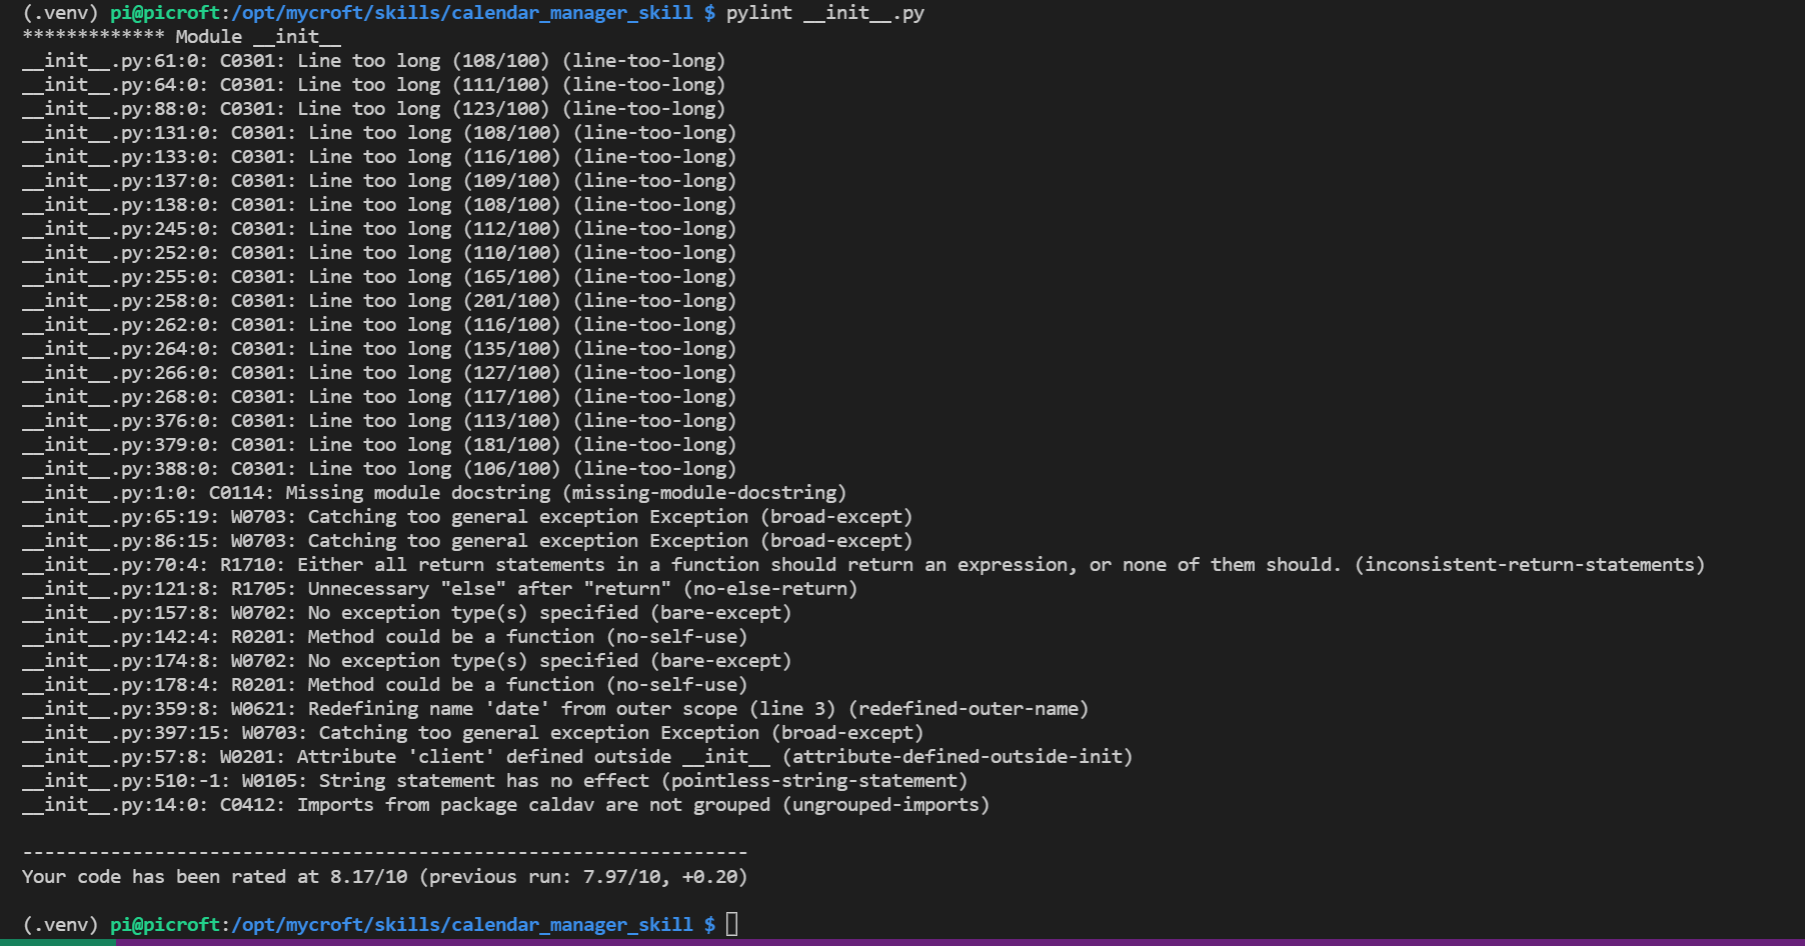 (.venv) pi@picroft:/opt/mycroft/skills/calendar_manager_skill $ pylint __init__.py
************* Module __init__
__init__.py:61:0: C0301: Line too long (108/100) (line-too-long)
__init__.py:64:0: C0301: Line too long (111/100) (line-too-long)
__init__.py:88:0: C0301: Line too long (123/100) (line-too-long)
__init__.py:131:0: C0301: Line too long (108/100) (line-too-long)
__init__.py:133:0: C0301: Line too long (116/100) (line-too-long)
__init__.py:137:0: C0301: Line too long (109/100) (line-too-long)
__init__.py:138:0: C0301: Line too long (108/100) (line-too-long)
__init__.py:245:0: C0301: Line too long (112/100) (line-too-long)
__init__.py:252:0: C0301: Line too long (110/100) (line-too-long)
__init__.py:255:0: C0301: Line too long (165/100) (line-too-long)
__init__.py:258:0: C0301: Line too long (201/100) (line-too-long)
__init__.py:262:0: C0301: Line too long (116/100) (line-too-long)
__init__.py:264:0: C0301: Line too long (135/100) (line-too-long)
__init__.py:266:0: C0301: Line too long (127/100) (line-too-long)
__init__.py:268:0: C0301: Line too long (117/100) (line-too-long)
__init__.py:376:0: C0301: Line too long (113/100) (line-too-long)
__init__.py:379:0: C0301: Line too long (181/100) (line-too-long)
__init__.py:388:0: C0301: Line too long (106/100) (line-too-long)
__init__.py:1:0: C0114: Missing module docstring (missing-module-docstring)
__init__.py:65:19: W0703: Catching too general exception Exception (broad-except)
__init__.py:86:15: W0703: Catching too general exception Exception (broad-except)
__init__.py:70:4: R1710: Either all return statements in a function should return an expression, or none of them should. (inconsistent-return-statements)
__init__.py:121:8: R1705: Unnecessary "else" after "return" (no-else-return)
__init__.py:157:8: W0702: No exception type(s) specified (bare-except)
__init__.py:142:4: R0201: Method could be a function (no-self-use)
__init__.py:174:8: W0702: No exception type(s) specified (bare-except)
__init__.py:178:4: R0201: Method could be a function (no-self-use)
__init__.py:359:8: W0621: Redefining name 'date' from outer scope (line 3) (redefined-outer-name)
__init__.py:397:15: W0703: Catching too general exception Exception (broad-except)
__init__.py:57:8: W0201: Attribute 'client' defined outside __init__ (attribute-defined-outside-init)
__init__.py:510:-1: W0105: String statement has no effect (pointless-string-statement)
__init__.py:14:0: C0412: Imports from package caldav are not grouped (ungrouped-imports)
------------------------------------------------------------------
Your code has been rated at 8.17/10 (previous run: 7.97/10, +0.20)
(.venv) pi@picroft:/opt/mycroft/skills/calendar_manager_skill $